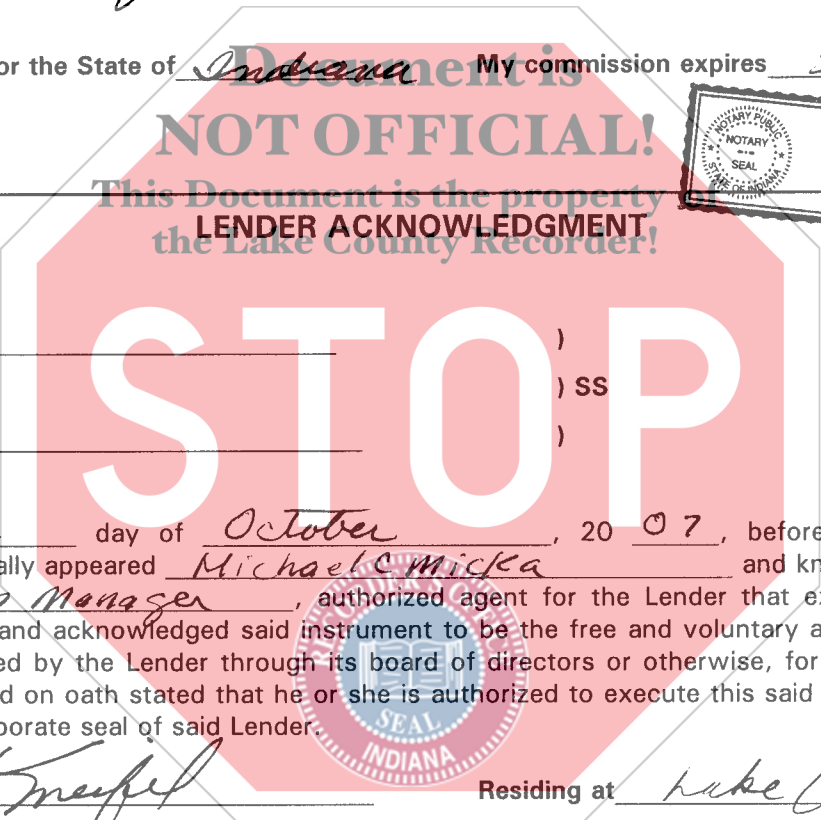 or the State of Indiana My commission expires
Document is
NOT OFFICIAL!
This Document is the property of
the Lake County Recorder!
NOTARY PUBLIC
NOTARY
SEAL
STATE OF INDIANA
LENDER ACKNOWLEDGMENT
)
) SS
)
STOP
day of October, 20 07, before
ally appeared Michael C Micka and kn
Manager, authorized agent for the Lender that ex
and acknowledged said instrument to be the free and voluntary a
ed by the Lender through its board of directors or otherwise, for
d on oath stated that he or she is authorized to execute this said
porate seal of said Lender.
RECORDER'S OFFICE
SEAL
INDIANA
Residing at Lake